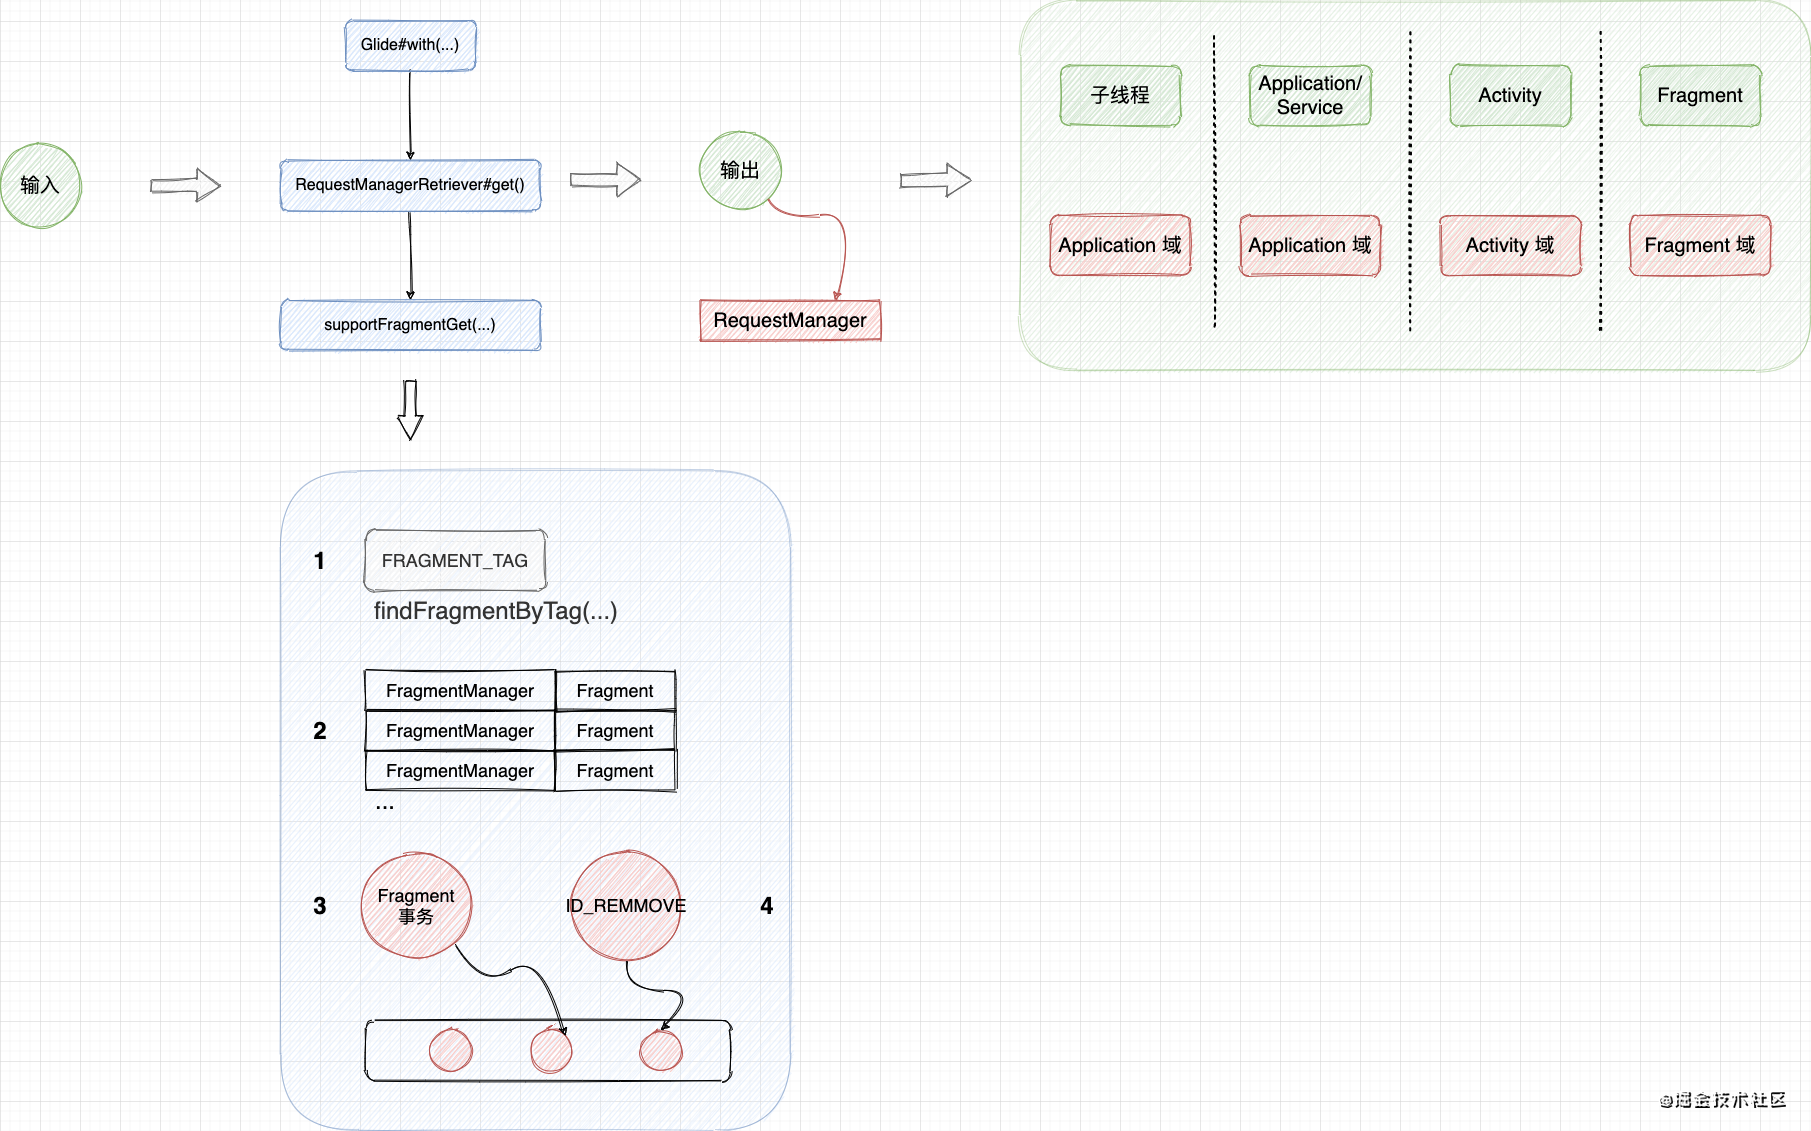 Glide#with(...)
输入
RequestManagerRetriever#get()
supportFragmentGet(...)
输出
RequestManager
子线程
Application/
Service
Activity
Fragment
Application 域
Application 域
Activity 域
Fragment 域
1
FRAGMENT_TAG
findFragmentByTag(...)
2
FragmentManager Fragment
FragmentManager Fragment
FragmentManager Fragment
...
3
Fragment
事务
ID_REMMOVE
4
@掘金技术社区